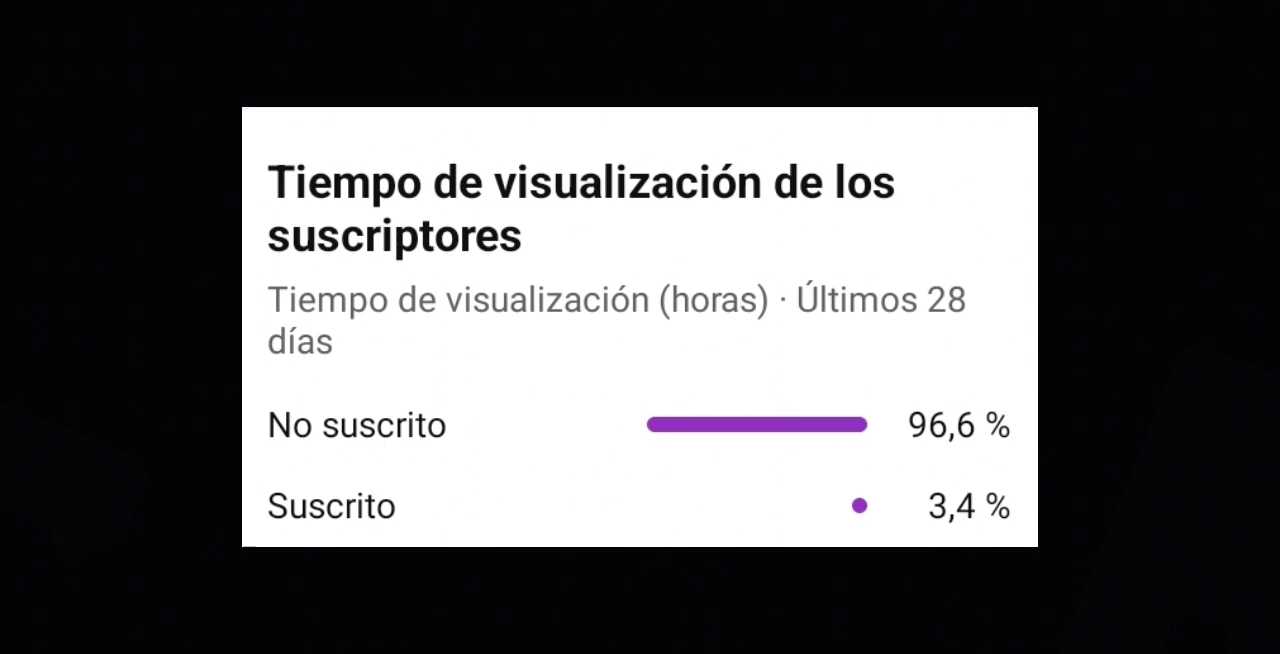 Tiempo de visualización de los
suscriptores
Tiempo de visualización (horas) · Últimos 28
días
No suscrito 96,6 %
Suscrito 3,4 %